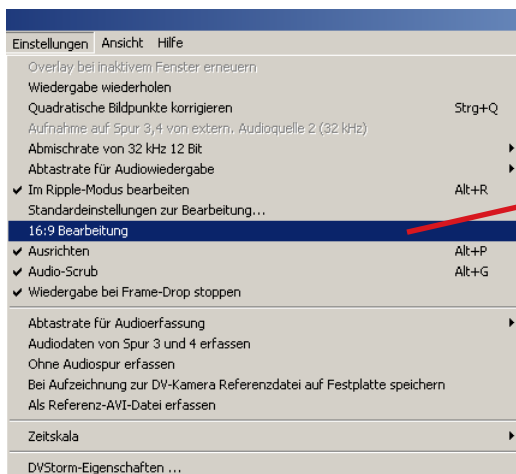 Einstellungen Ansicht Hilfe
Overlay bei inaktivem Fenster erneuern
Wiedergabe wiederholen
Quadratische Bildpunkte korrigieren Strg+Q
Aufnahme auf Spur 3,4 von extern. Audioquelle 2 (32 kHz)
Abmischrate von 32 kHz 12 Bit
Abtastrate für Audiowiedergabe
Im Ripple-Modus bearbeiten Alt+R
Standardeinstellungen zur Bearbeitung...
16:9 Bearbeitung
Ausrichten Alt+P
Audio-Scrub Alt+G
Wiedergabe bei Frame-Drop stoppen
Abtastrate für Audioerfassung
Audiodaten von Spur 3 und 4 erfassen
Ohne Audiospur erfassen
Bei Aufzeichnung zur DV-Kamera Referenzdatei auf Festplatte speichern
Als Referenz-AVI-Datei erfassen
Zeitskala
DVStorm-Eigenschaften ...